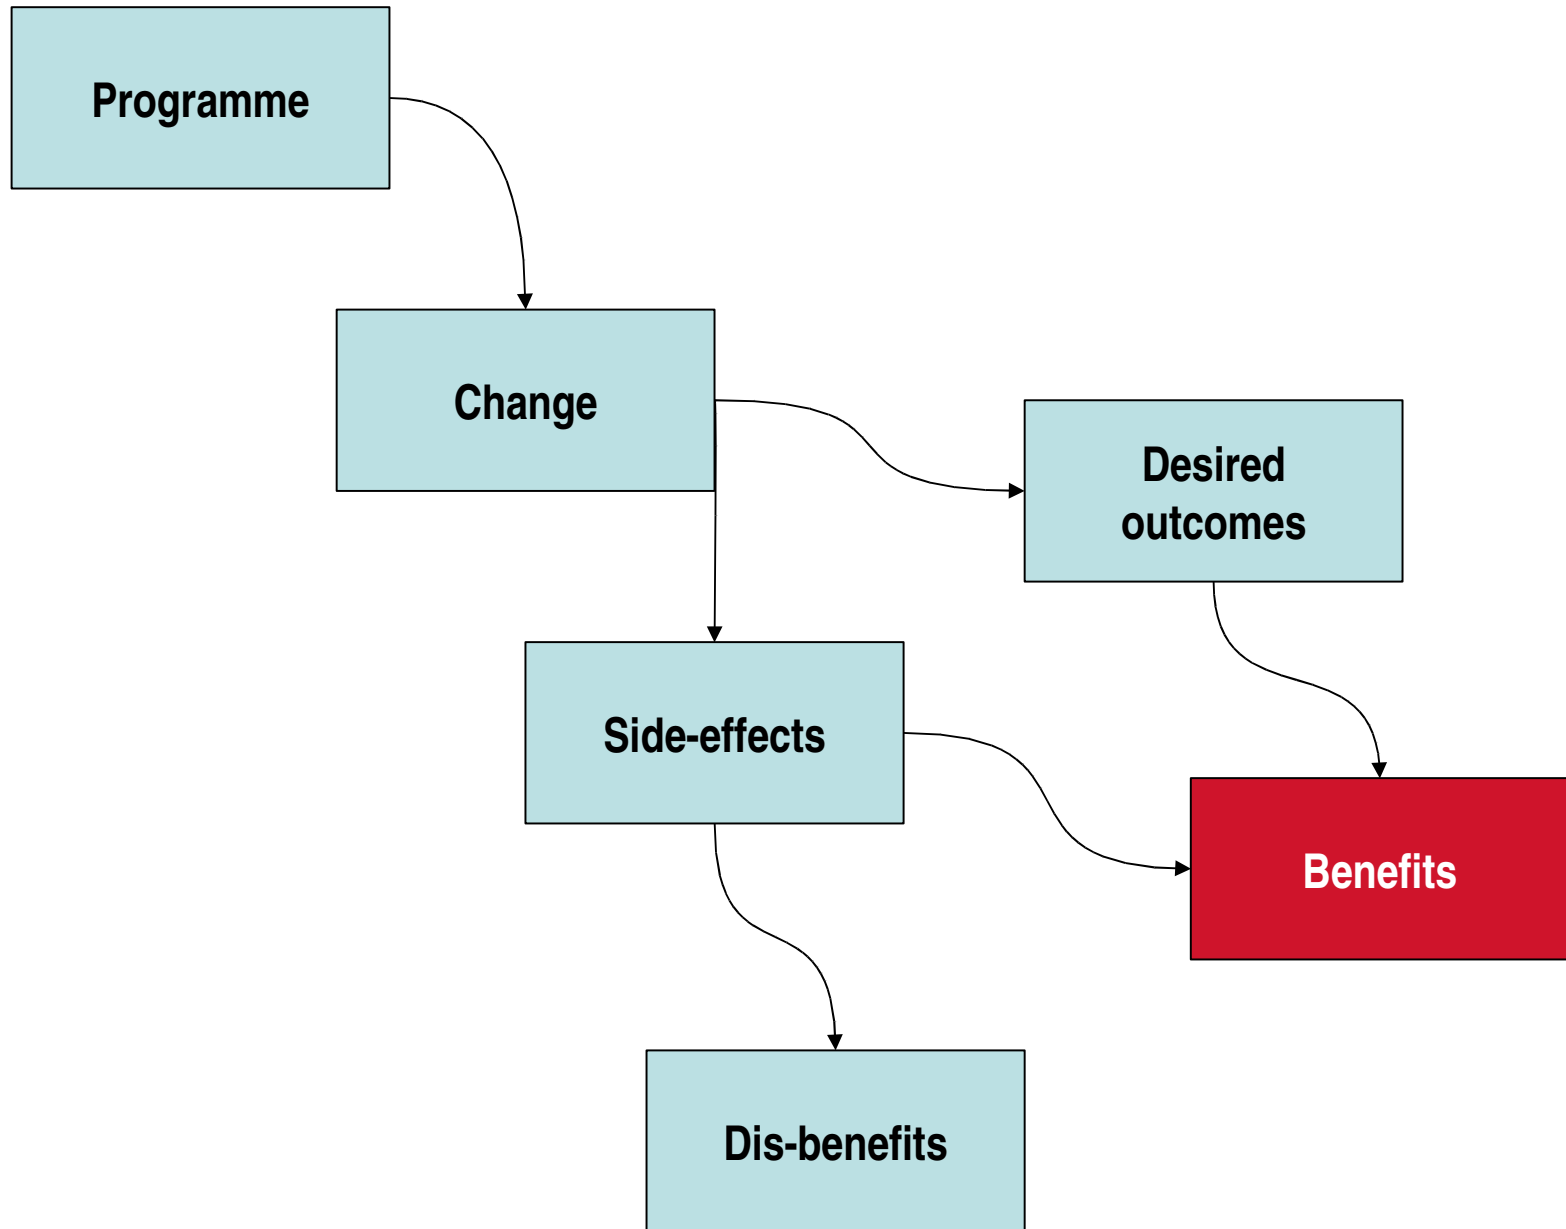 Programme
Change
Desired
outcomes
Side-effects
Benefits
Dis-benefits